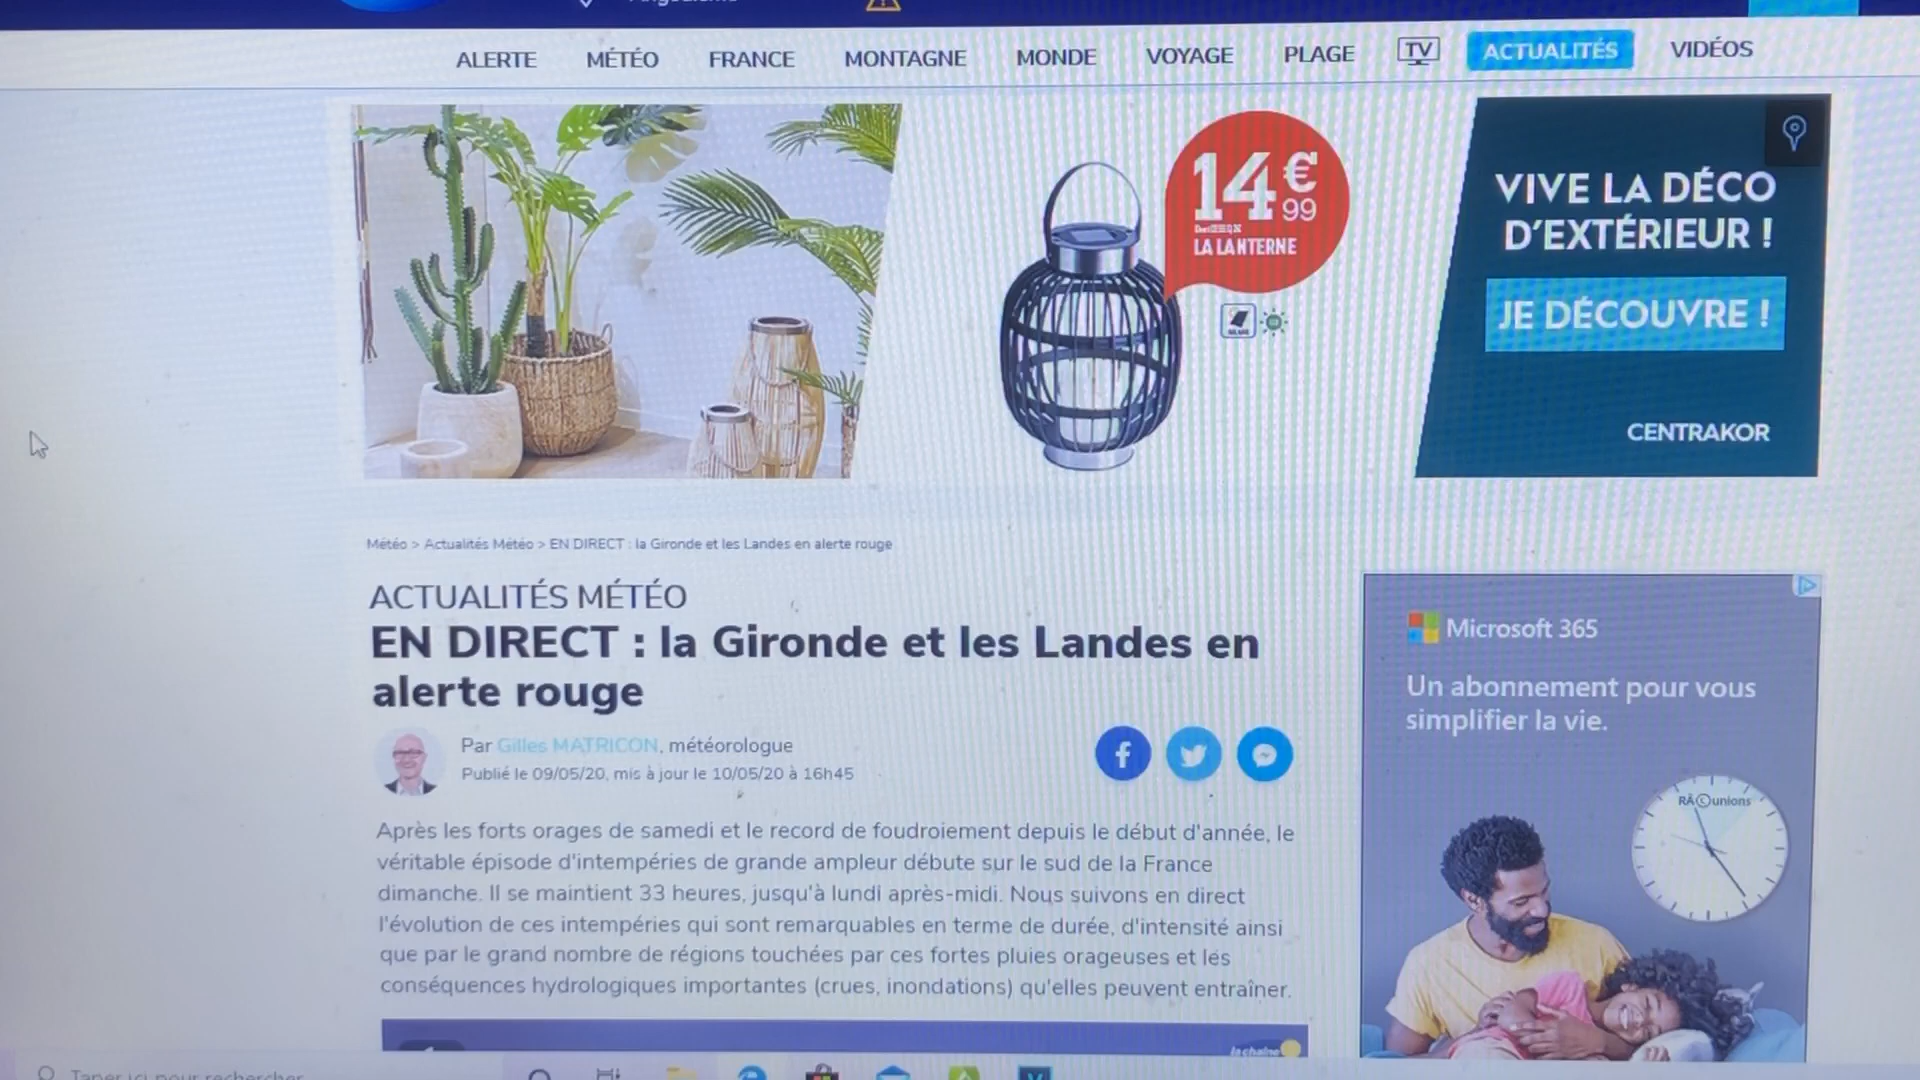 ALERTE MÉTÉO FRANCE MONTAGNE MONDE VOYAGE PLAGE TV ACTUALITÉS VIDÉOS
14€99
LA LANTERNE
VIVE LA DÉCO
D'EXTÉRIEUR !
JE DÉCOUVRE !
CENTRAKOR
Météo > Actualités Météo > EN DIRECT : la Gironde et les Landes en alerte rouge
ACTUALITÉS MÉTÉO
EN DIRECT : la Gironde et les Landes en
alerte rouge
Par Gilles MATRICON, météorologue
Publié le 09/05/20, mis à jour le 10/05/20 à 16h45
Après les forts orages de samedi et le record de foudroiement depuis le début d'année, le
véritable épisode d'intempéries de grande ampleur débute sur le sud de la France
dimanche. Il se maintient 33 heures, jusqu'à lundi après-midi. Nous suivons en direct
l'évolution de ces intempéries qui sont remarquables en terme de durée, d'intensité ainsi
que par le grand nombre de régions touchées par ces fortes pluies orageuses et les
conséquences hydrologiques importantes (crues, inondations) qu'elles peuvent entraîner.
la chaîne
Microsoft 365
Un abonnement pour vous
simplifier la vie.
Taper ici pour rechercher